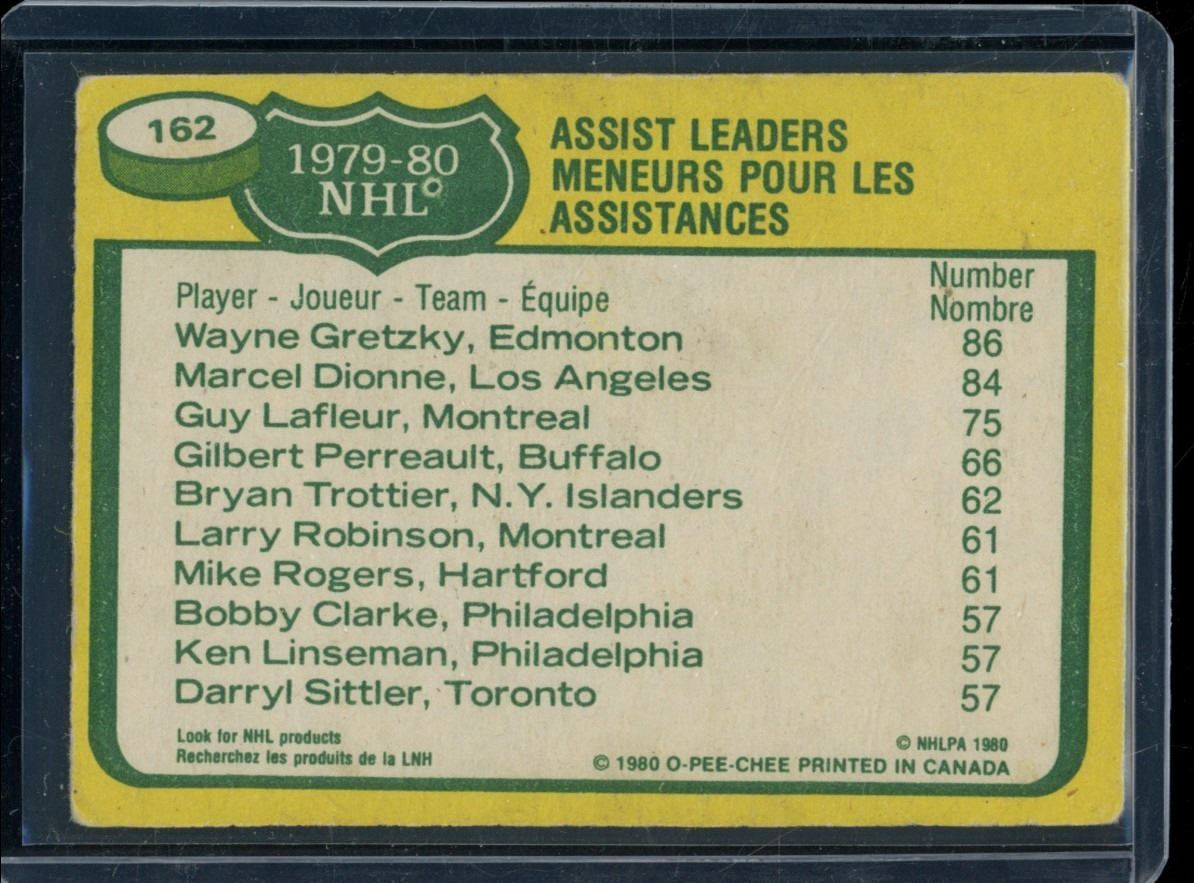 162
1979-80
NHL®
ASSIST LEADERS
MENEURS POUR LES
ASSISTANCES
Number
Player - Joueur - Team - Équipe Nombre
Wayne Gretzky, Edmonton 86
Marcel Dionne, Los Angeles 84
Guy Lafleur, Montreal 75
Gilbert Perreault, Buffalo 66
Bryan Trottier, N.Y. Islanders 62
Larry Robinson, Montreal 61
Mike Rogers, Hartford 61
Bobby Clarke, Philadelphia 57
Ken Linseman, Philadelphia 57
Darryl Sittler, Toronto 57
Look for NHL products
Recherchez les produits de la LNH
© NHLPA 1980
© 1980 O-PEE-CHEE PRINTED IN CANADA